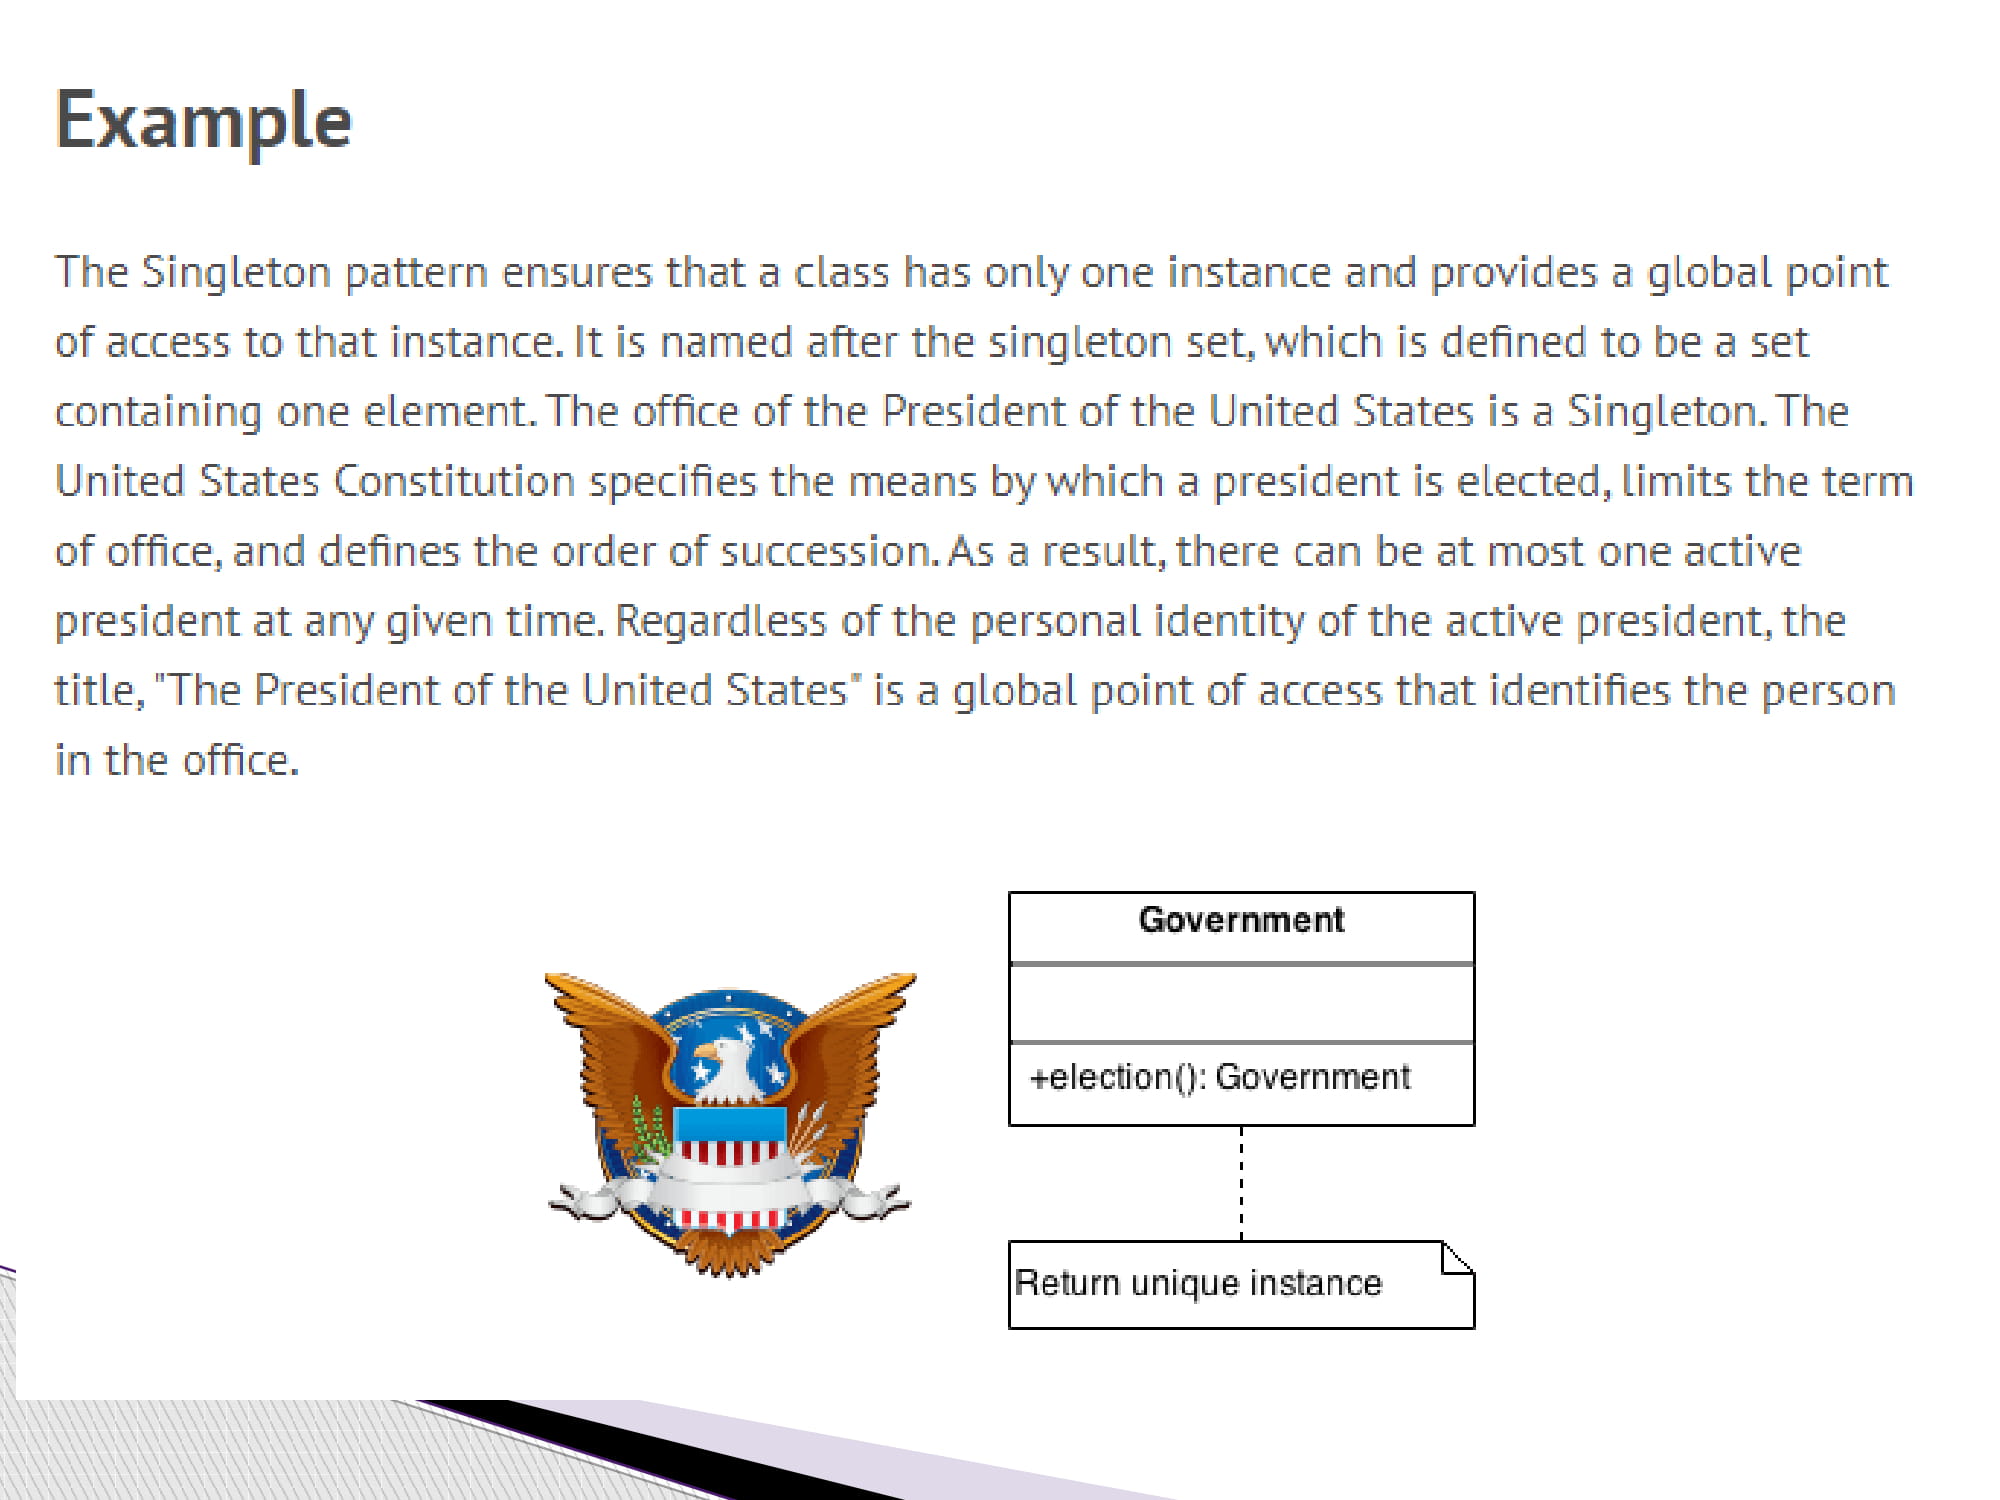 Example
The Singleton pattern ensures that a class has only one instance and provides a global point
of access to that instance. It is named after the singleton set, which is defined to be a set
containing one element. The office of the President of the United States is a Singleton. The
United States Constitution specifies the means by which a president is elected, limits the term
of office, and defines the order of succession. As a result, there can be at most one active
president at any given time. Regardless of the personal identity of the active president, the
title, "The President of the United States" is a global point of access that identifies the person
in the office.
Government
+election(): Government
Return unique instance